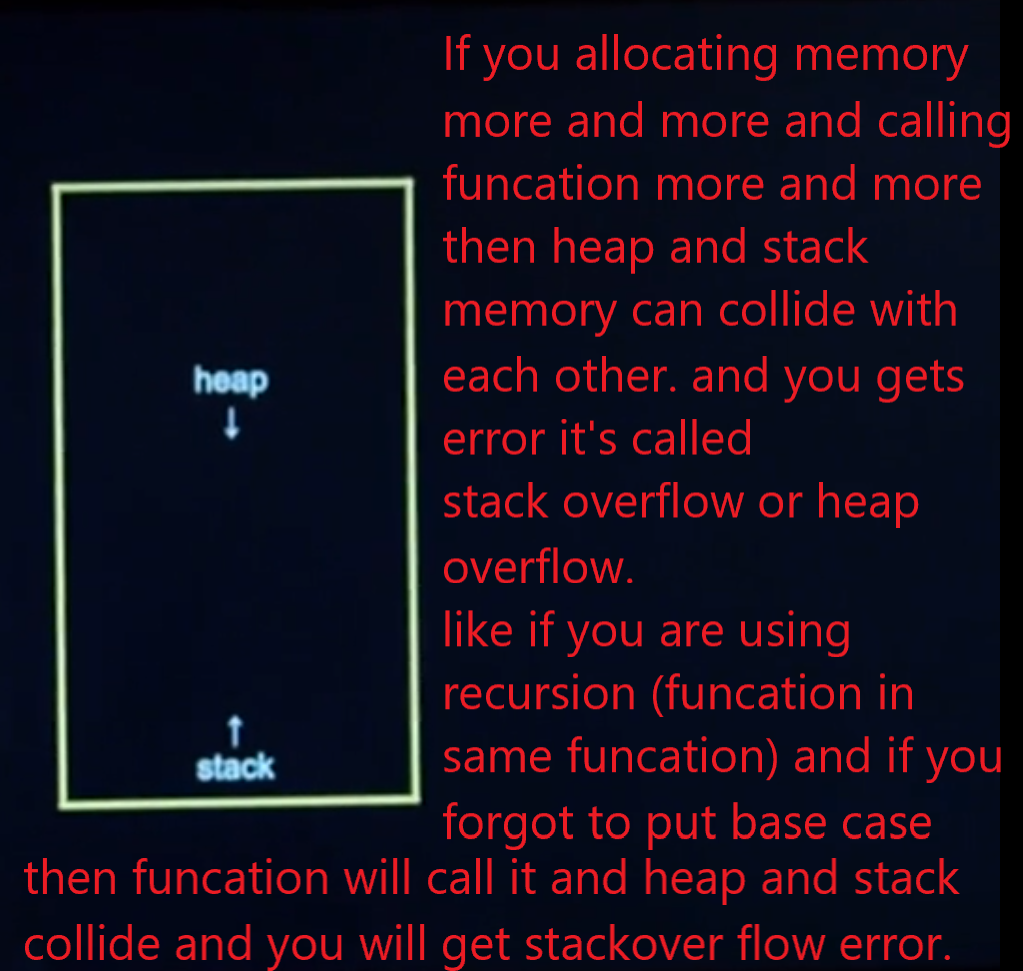 If you allocating memory
more and more and calling
funcation more and more
then heap and stack
memory can collide with
each other. and you gets
error it's called
stack overflow or heap
overflow.
like if you are using
recursion (funcation in
same funcation) and if you
forgot to put base case
then funcation will call it and heap and stack
collide and you will get stackover flow error.
heap
↓
↑
stack